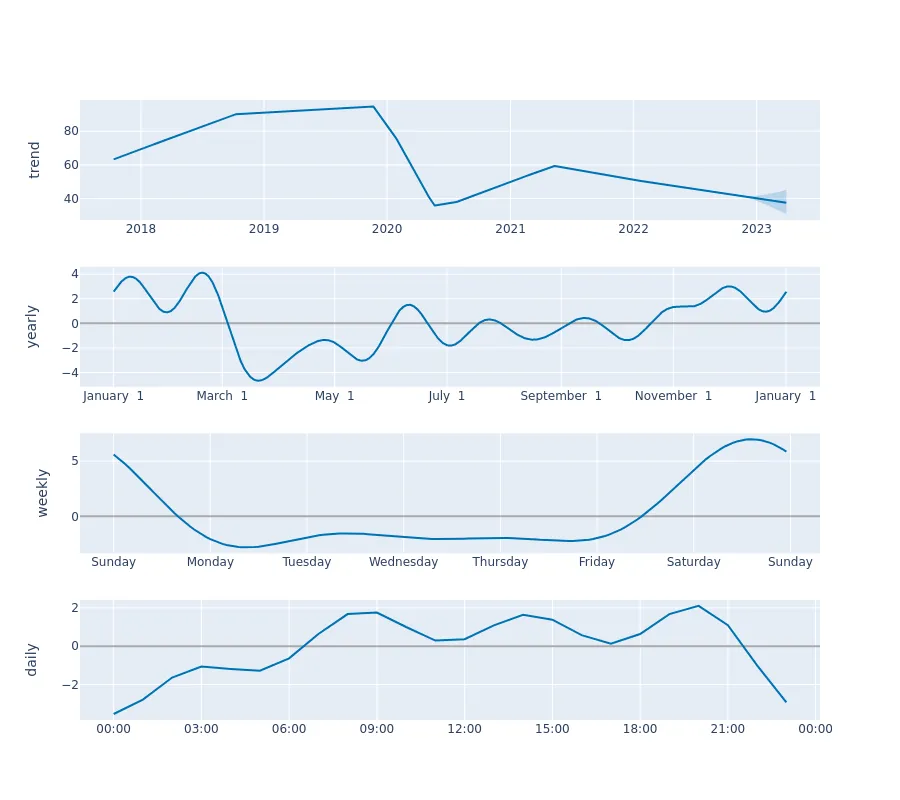 trend
80
60
40
2018 2019 2020 2021 2022 2023
yearly
4
2
0
−2
−4
January 1 March 1 May 1 July 1 September 1 November 1 January 1
weekly
5
0
Sunday Monday Tuesday Wednesday Thursday Friday Saturday Sunday
daily
2
0
−2
00:00 03:00 06:00 09:00 12:00 15:00 18:00 21:00 00:00